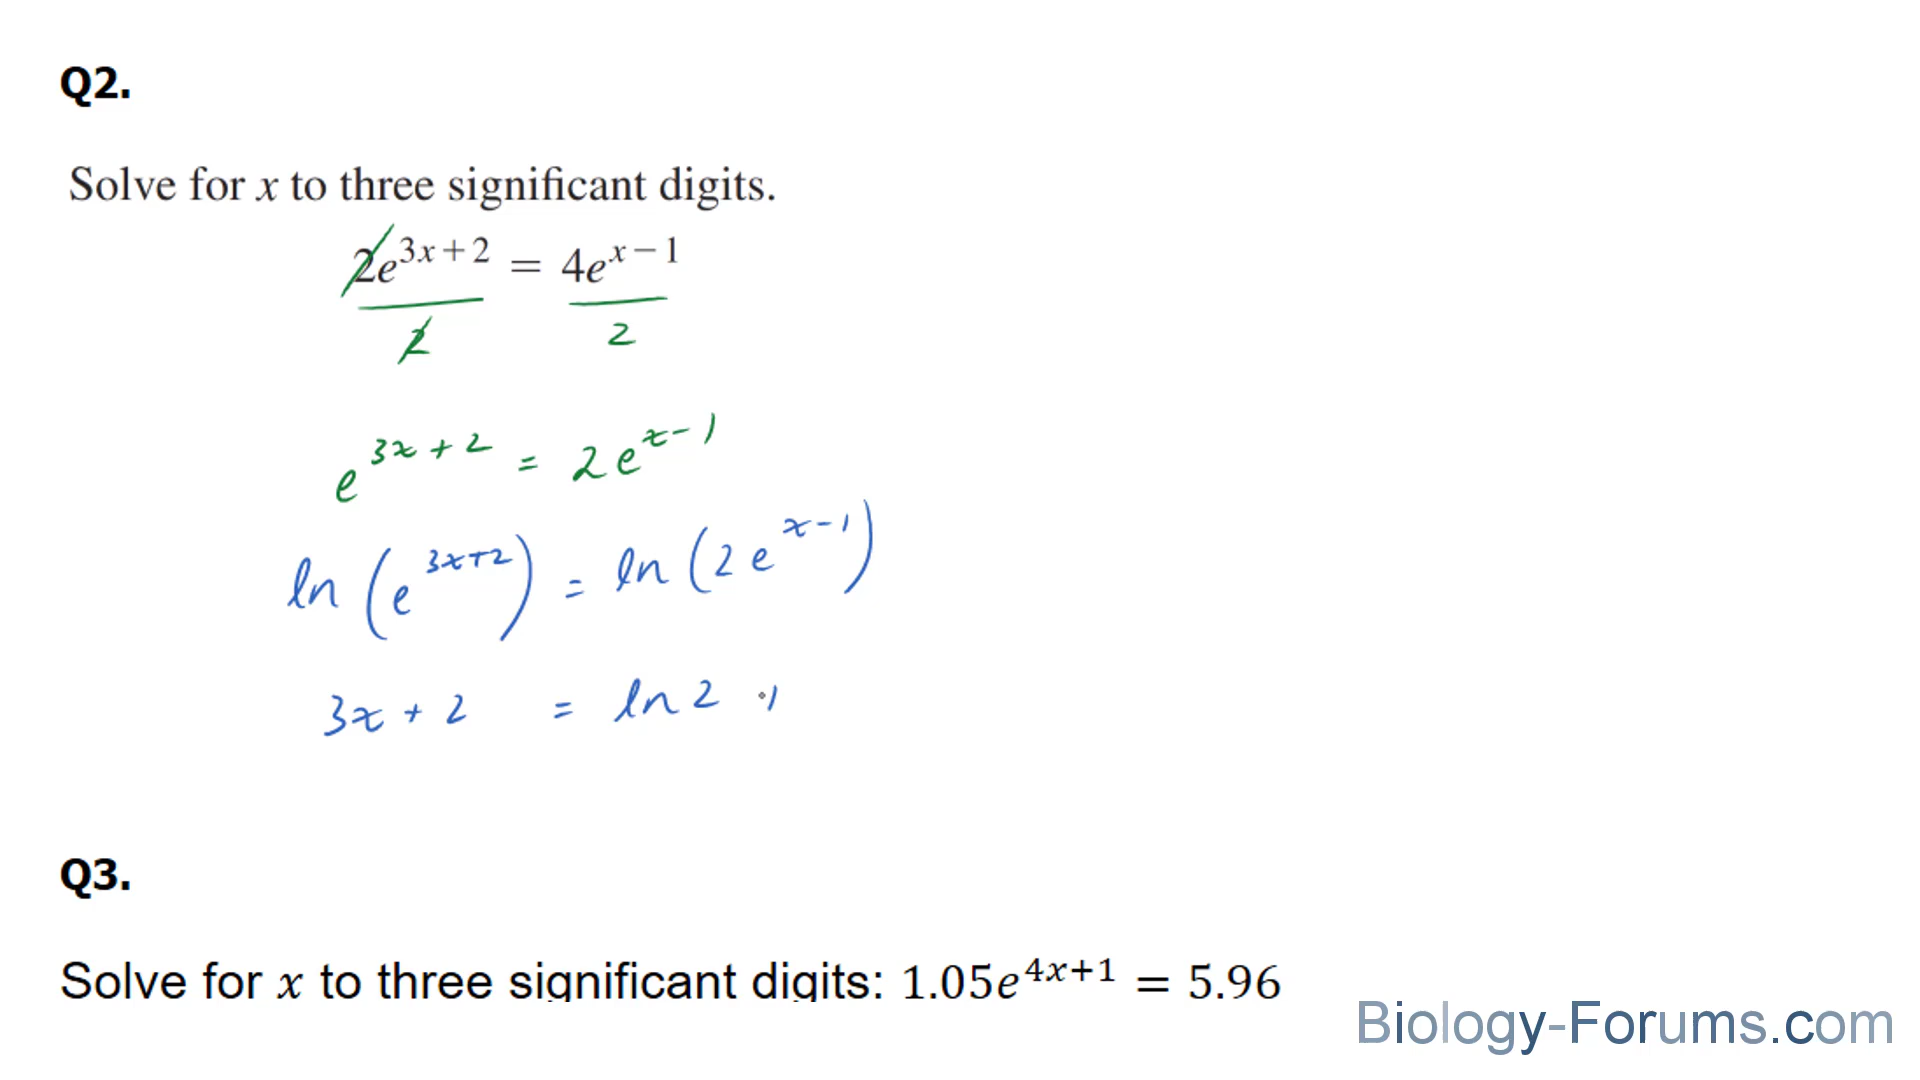 Q2.
Solve for x to three significant digits.
2e^{3x+2} = 4e^{x−1}
2 2
e^{3x+2} = 2e^{x−1}
ln (e^{3x+2}) = ln (2e^{x−1})
3x + 2 = ln 2
Q3.
Solve for x to three significant digits: 1.05e^{4x+1} = 5.96
Biology-Forums.com